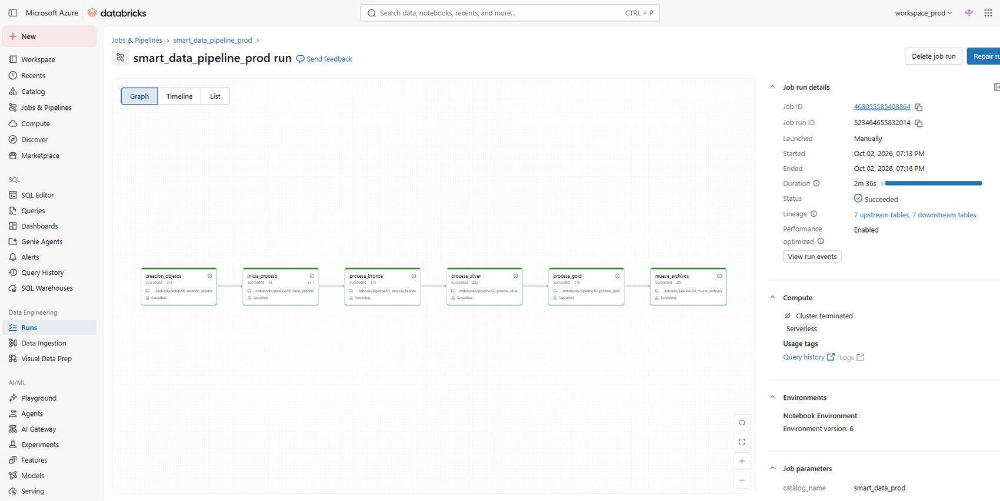 Microsoft Azure databricks
Search data, notebooks, recents, and more... CTRL + P
workspace_prod
New
Workspace
Recents
Catalog
Jobs & Pipelines
Compute
Discover
Marketplace
SQL
SQL Editor
Queries
Dashboards
Genie Agents
Alerts
Query History
SQL Warehouses
Data Engineering
Runs
Data Ingestion
Visual Data Prep
AI/ML
Playground
Agents
AI Gateway
Experiments
Features
Models
Serving
Jobs & Pipelines › smart_data_pipeline_prod ›
smart_data_pipeline_prod run Send feedback
Delete job run
Repair ru
Graph Timeline List
creacion_objetos
Succeeded · 31s
...notebooks/setup/00_creacion_objetos
Serverless
inicia_proceso
Succeeded · 6s
1
...notebooks/pipeline/00_inicia_proceso
Serverless
procesa_bronze
Succeeded · 51s
...tebooks/pipeline/01_procesa_bronze
Serverless
procesa_silver
Succeeded · 22s
...notebooks/pipeline/02_procesa_silver
Serverless
procesa_gold
Succeeded · 21s
...notebooks/pipeline/03_procesa_gold
Serverless
mueve_archivos
Succeeded · 20s
...tebooks/pipeline/04_mueve_archivos
Serverless
Job run details
Job ID 468055585408864
Job run ID 523464655832014
Launched Manually
Started Oct 02, 2026, 07:13 PM
Ended Oct 02, 2026, 07:16 PM
Duration 2m 36s
Status Succeeded
Lineage 7 upstream tables, 7 downstream tables
Performance optimized Enabled
View run events
Compute
Cluster terminated
Serverless
Usage tags
Query history Logs
Environments
Notebook Environment
Environment version: 6
Job parameters
catalog_name smart_data_prod